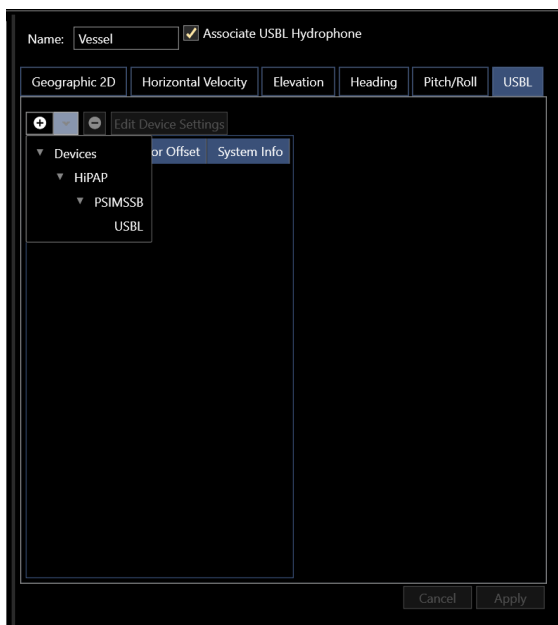 Name: Vessel Associate USBL Hydrophone
Geographic 2D Horizontal Velocity Elevation Heading Pitch/Roll USBL
Edit Device Settings
or Offset System Info
Devices
HiPAP
PSIMSSB
USBL
Cancel Apply